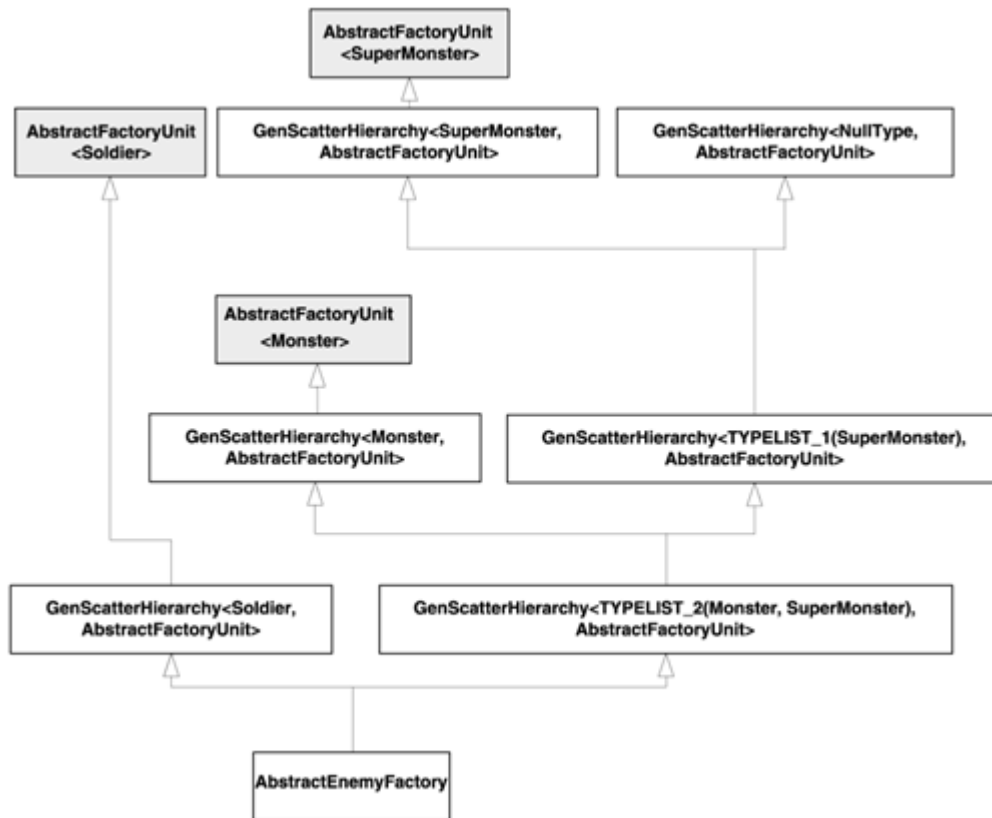 AbstractFactoryUnit
<SuperMonster>
AbstractFactoryUnit
<Soldier>
GenScatterHierarchy<SuperMonster,
AbstractFactoryUnit>
GenScatterHierarchy<NullType,
AbstractFactoryUnit>
AbstractFactoryUnit
<Monster>
GenScatterHierarchy<Monster,
AbstractFactoryUnit>
GenScatterHierarchy<TYPELIST_1(SuperMonster),
AbstractFactoryUnit>
GenScatterHierarchy<Soldier,
AbstractFactoryUnit>
GenScatterHierarchy<TYPELIST_2(Monster, SuperMonster),
AbstractFactoryUnit>
AbstractEnemyFactory